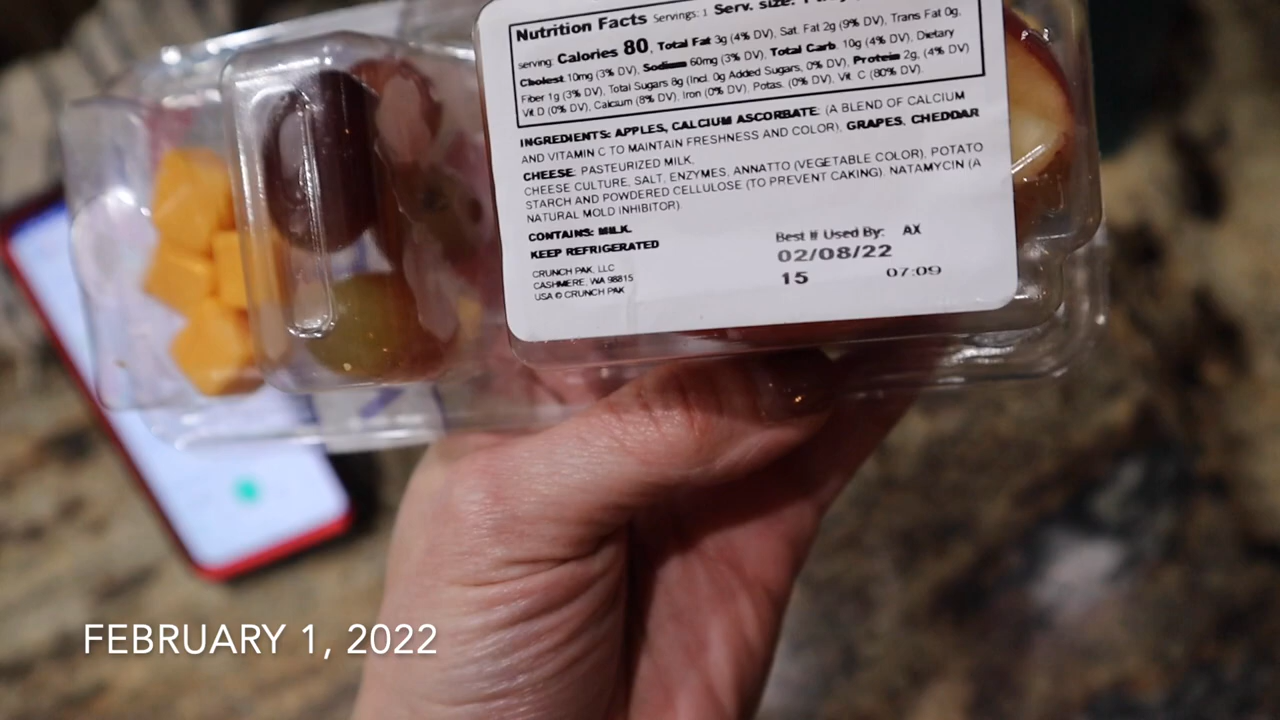 Nutrition Facts Servings: 1 Serv. size:
serving: Calories 80, Total Fat 3g (4% DV), Sat. Fat 2g (9% DV), Trans Fat 0g,
Cholest. 10mg (3% DV), Sodium 60mg (3% DV), Total Carb. 10g (4% DV), Dietary
Fiber 1g (3% DV), Total Sugars 8g (Incl. 0g Added Sugars, 0% DV), Protein 2g, (4% DV)
Vit. D (0% DV), Calcium (8% DV), Iron (0% DV), Potas. (0% DV), Vit. C (80% DV).
INGREDIENTS: APPLES, CALCIUM ASCORBATE: (A BLEND OF CALCIUM
AND VITAMIN C TO MAINTAIN FRESHNESS AND COLOR), GRAPES, CHEDDAR
CHEESE: PASTEURIZED MILK,
CHEESE CULTURE, SALT, ENZYMES, ANNATTO (VEGETABLE COLOR), POTATO
STARCH AND POWDERED CELLULOSE (TO PREVENT CAKING), NATAMYCIN (A
NATURAL MOLD INHIBITOR).
CONTAINS: MILK.
KEEP REFRIGERATED
CRUNCH PAK, LLC
CASHMERE, WA 98815
USA © CRUNCH PAK
Best If Used By: AX
02/08/22
15 07:09
FEBRUARY 1, 2022